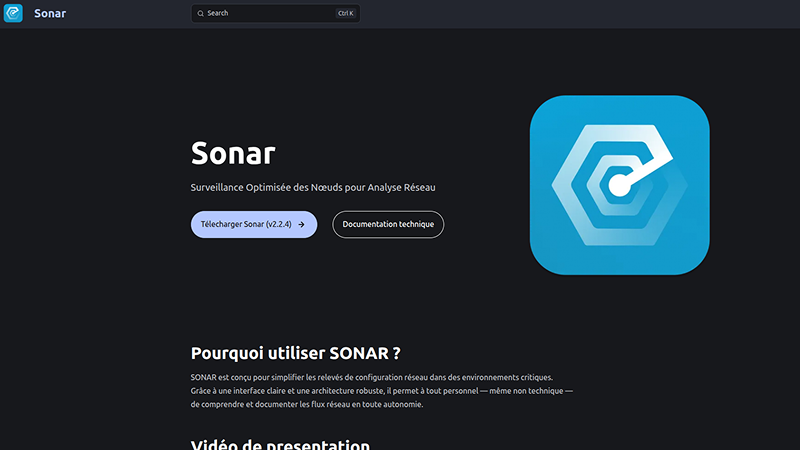 Sonar
Search
Ctrl K
Sonar
Surveillance Optimisée des Nœuds pour Analyse Réseau
Télecharger Sonar (v2.2.4) →
Documentation technique
Pourquoi utiliser SONAR ?
SONAR est conçu pour simplifier les relevés de configuration réseau dans des environnements critiques.
Grâce à une interface claire et une architecture robuste, il permet à tout personnel — même non technique —
de comprendre et documenter les flux réseau en toute autonomie.
Vidéo de presentation